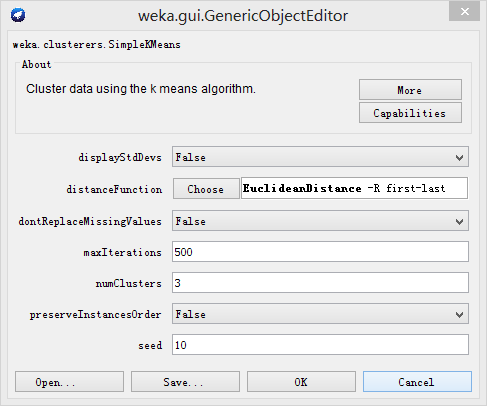 weka.gui.GenericObjectEditor
weka.clusterers.SimpleKMeans
About
Cluster data using the k means algorithm.
More
Capabilities
displayStdDevs False
distanceFunction Choose EuclideanDistance -R first-last
dontReplaceMissingValues False
maxIterations 500
numClusters 3
preserveInstancesOrder False
seed 10
Open... Save... OK Cancel